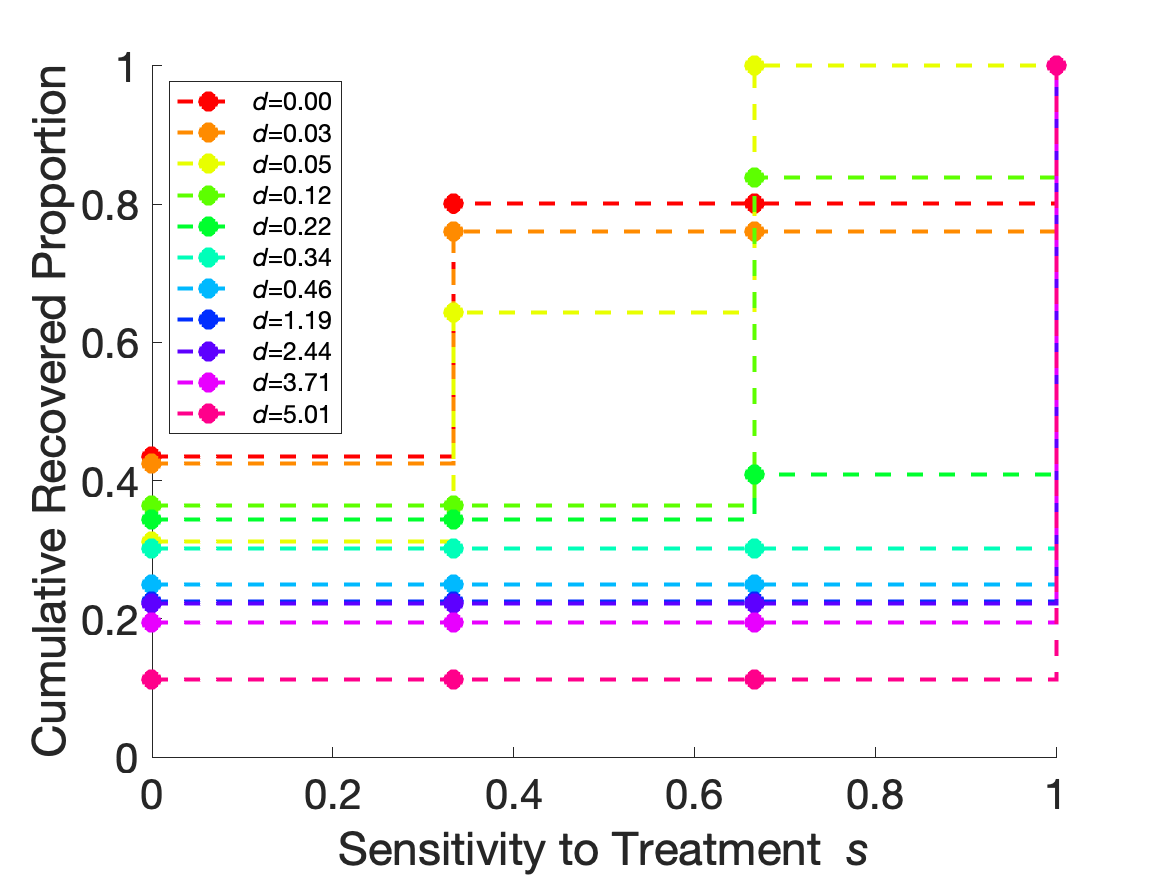 Cumulative Recovered Proportion
1
0.8
0.6
0.4
0.2
0
d=0.00
d=0.03
d=0.05
d=0.12
d=0.22
d=0.34
d=0.46
d=1.19
d=2.44
d=3.71
d=5.01
0 0.2 0.4 0.6 0.8 1
Sensitivity to Treatment s